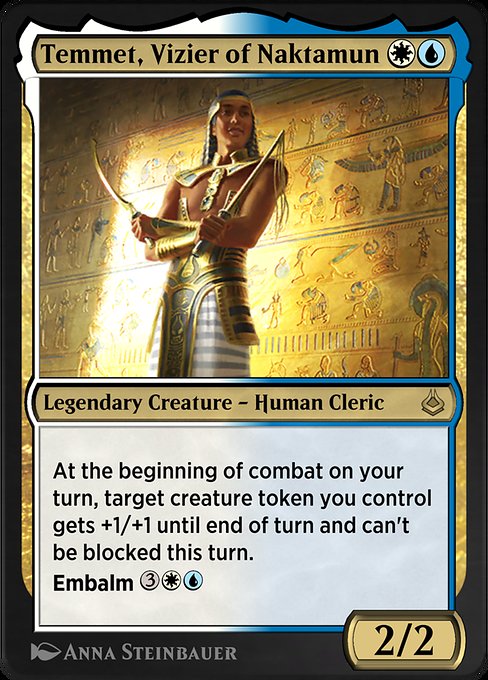 Temmet, Vizier of Naktamun
Legendary Creature – Human Cleric
At the beginning of combat on your
turn, target creature token you control
gets +1/+1 until end of turn and can't
be blocked this turn.
Embalm 3
2/2
ANNA STEINBAUER